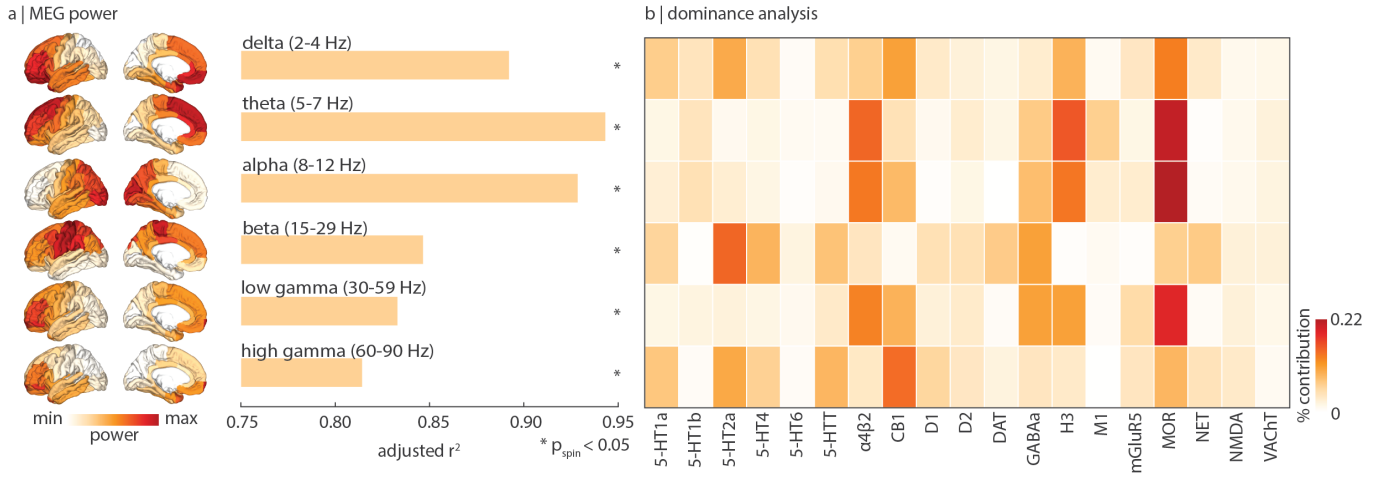 a | MEG power
delta (2-4 Hz)
*
theta (5-7 Hz)
*
alpha (8-12 Hz)
*
beta (15-29 Hz)
*
low gamma (30-59 Hz)
*
high gamma (60-90 Hz)
*
min max
power
0.75 0.80 0.85 0.90 0.95
adjusted r²
* pspin < 0.05
b | dominance analysis
5-HT1a
5-HT1b
5-HT2a
5-HT4
5-HT6
5-HTT
α4β2
CB1
D1
D2
DAT
GABAa
H3
M1
mGluR5
MOR
NET
NMDA
VAChT
% contribution
0.22
0